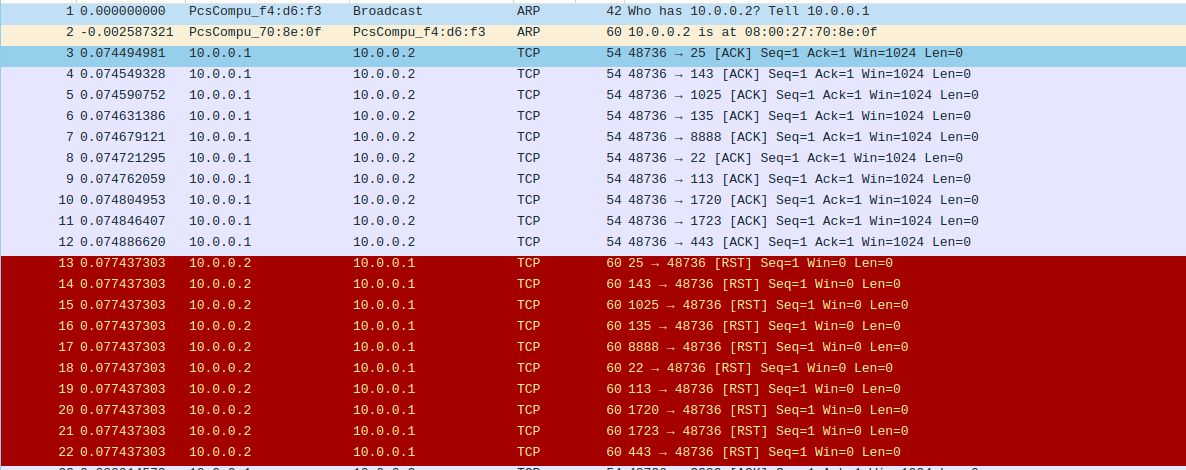 1 0.000000000 PcsCompu_f4:d6:f3 Broadcast ARP 42 Who has 10.0.0.2? Tell 10.0.0.1
2 -0.002587321 PcsCompu_70:8e:0f PcsCompu_f4:d6:f3 ARP 60 10.0.0.2 is at 08:00:27:70:8e:0f
3 0.074494981 10.0.0.1 10.0.0.2 TCP 54 48736 → 25 [ACK] Seq=1 Ack=1 Win=1024 Len=0
4 0.074549328 10.0.0.1 10.0.0.2 TCP 54 48736 → 143 [ACK] Seq=1 Ack=1 Win=1024 Len=0
5 0.074590752 10.0.0.1 10.0.0.2 TCP 54 48736 → 1025 [ACK] Seq=1 Ack=1 Win=1024 Len=0
6 0.074631386 10.0.0.1 10.0.0.2 TCP 54 48736 → 135 [ACK] Seq=1 Ack=1 Win=1024 Len=0
7 0.074679121 10.0.0.1 10.0.0.2 TCP 54 48736 → 8888 [ACK] Seq=1 Ack=1 Win=1024 Len=0
8 0.074721295 10.0.0.1 10.0.0.2 TCP 54 48736 → 22 [ACK] Seq=1 Ack=1 Win=1024 Len=0
9 0.074762059 10.0.0.1 10.0.0.2 TCP 54 48736 → 113 [ACK] Seq=1 Ack=1 Win=1024 Len=0
10 0.074804953 10.0.0.1 10.0.0.2 TCP 54 48736 → 1720 [ACK] Seq=1 Ack=1 Win=1024 Len=0
11 0.074846407 10.0.0.1 10.0.0.2 TCP 54 48736 → 1723 [ACK] Seq=1 Ack=1 Win=1024 Len=0
12 0.074886620 10.0.0.1 10.0.0.2 TCP 54 48736 → 443 [ACK] Seq=1 Ack=1 Win=1024 Len=0
13 0.077437303 10.0.0.2 10.0.0.1 TCP 60 25 → 48736 [RST] Seq=1 Win=0 Len=0
14 0.077437303 10.0.0.2 10.0.0.1 TCP 60 143 → 48736 [RST] Seq=1 Win=0 Len=0
15 0.077437303 10.0.0.2 10.0.0.1 TCP 60 1025 → 48736 [RST] Seq=1 Win=0 Len=0
16 0.077437303 10.0.0.2 10.0.0.1 TCP 60 135 → 48736 [RST] Seq=1 Win=0 Len=0
17 0.077437303 10.0.0.2 10.0.0.1 TCP 60 8888 → 48736 [RST] Seq=1 Win=0 Len=0
18 0.077437303 10.0.0.2 10.0.0.1 TCP 60 22 → 48736 [RST] Seq=1 Win=0 Len=0
19 0.077437303 10.0.0.2 10.0.0.1 TCP 60 113 → 48736 [RST] Seq=1 Win=0 Len=0
20 0.077437303 10.0.0.2 10.0.0.1 TCP 60 1720 → 48736 [RST] Seq=1 Win=0 Len=0
21 0.077437303 10.0.0.2 10.0.0.1 TCP 60 1723 → 48736 [RST] Seq=1 Win=0 Len=0
22 0.077437303 10.0.0.2 10.0.0.1 TCP 60 443 → 48736 [RST] Seq=1 Win=0 Len=0